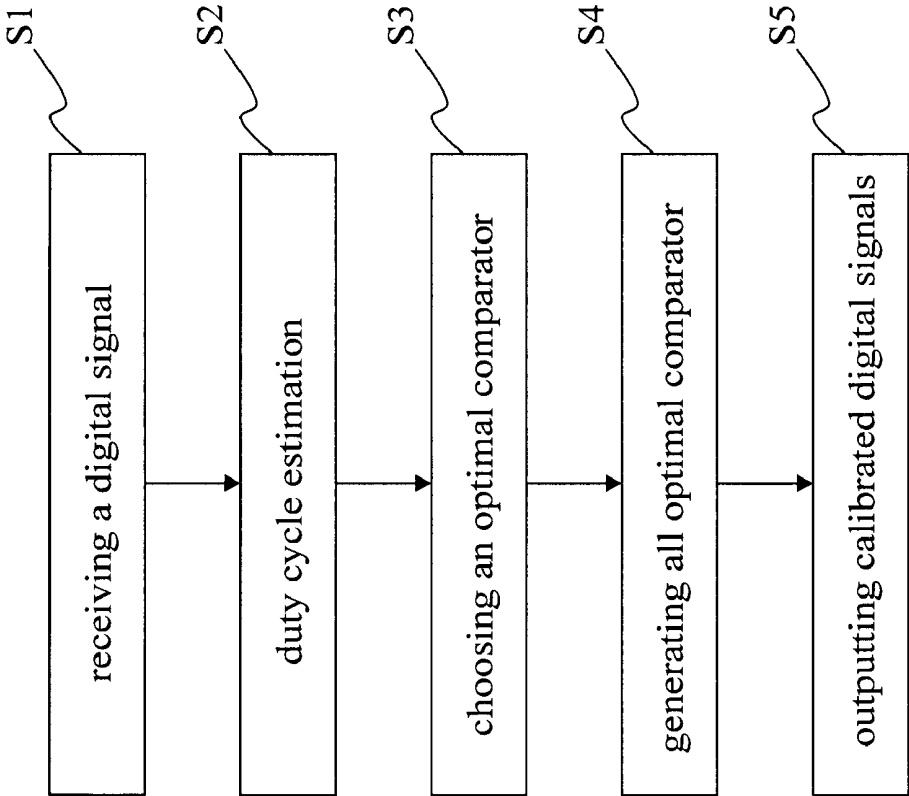 S1
receiving a digital signal
S2
duty cycle estimation
S3
choosing an optimal comparator
S4
generating all optimal comparator
S5
outputting calibrated digital signals